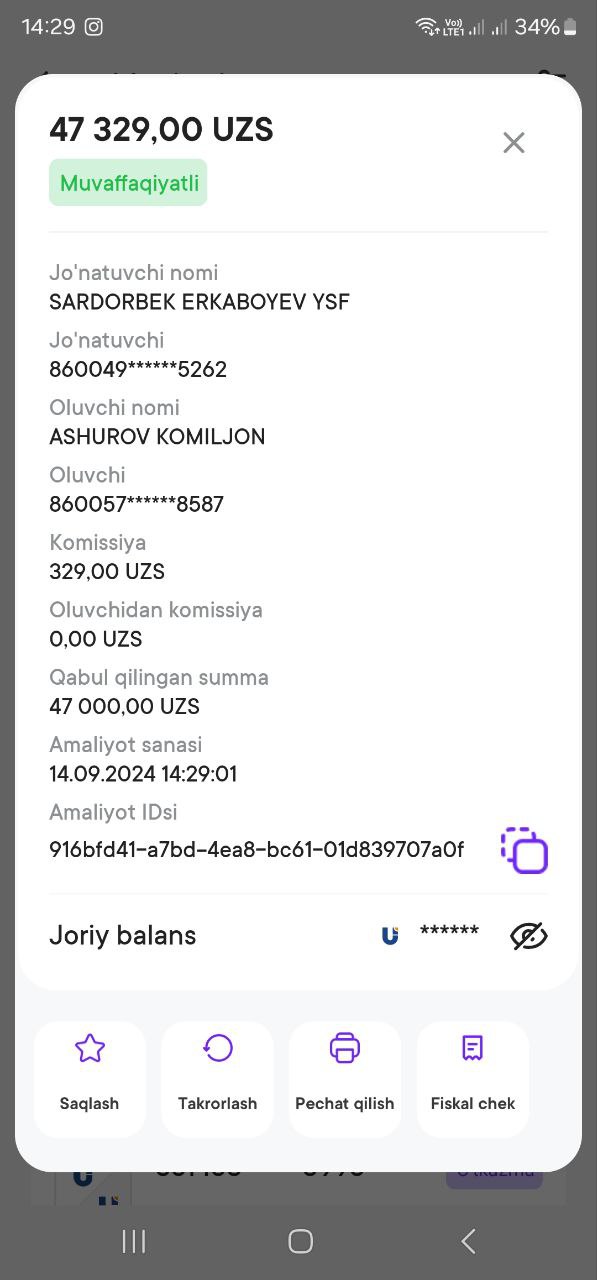 14:29
Vo)) LTE1 34%
47 329,00 UZS
Muvaffaqiyatli
Jo'natuvchi nomi
SARDORBEK ERKABOYEV YSF
Jo'natuvchi
860049******5262
Oluvchi nomi
ASHUROV KOMILJON
Oluvchi
860057******8587
Komissiya
329,00 UZS
Oluvchidan komissiya
0,00 UZS
Qabul qilingan summa
47 000,00 UZS
Amaliyot sanasi
14.09.2024 14:29:01
Amaliyot IDsi
916bfd41-a7bd-4ea8-bc61-01d839707a0f
Joriy balans ******
Saqlash Takrorlash Pechat qilish Fiskal chek